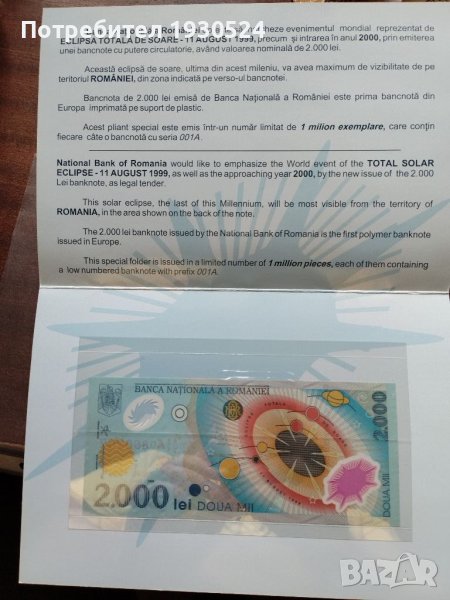 Потребител 1930524
ECLIPSA TOTALĂ DE SOARE - 11 AUGUST 1999, precum și intrarea în anul 2000, prin emiterea
unei bancnote cu putere circulatorie, având valoarea nominală de 2.000 lei.
Această eclipsă de soare, ultima din acest mileniu, va avea maximum de vizibilitate de pe
teritoriul ROMÂNIEI, din zona indicată pe verso-ul bancnotei.
Bancnota de 2.000 lei emisă de Banca Națională a României este prima bancnotă din
Europa imprimată pe suport de plastic.
Acest pliant special este emis într-un număr limitat de 1 milion exemplare, care conțin
fiecare câte o bancnotă cu seria 001A.
National Bank of Romania would like to emphasize the World event of the TOTAL SOLAR
ECLIPSE - 11 AUGUST 1999, as well as the approaching year 2000, by the new issue of the 2.000
Lei banknote, as legal tender.
This solar eclipse, the last of this Millennium, will be most visible from the territory of
ROMANIA, in the area shown on the back of the note.
The 2.000 lei banknote issued by the National Bank of Romania is the first polymer banknote
issued in Europe.
This special folder is issued in a limited number of 1 million pieces, each of them containing
a low numbered banknote with prefix 001A.
BANCA NAȚIONALĂ A ROMÂNIEI
2.000
2.000 lei DOUA MII
DOUA MII
BAZAR